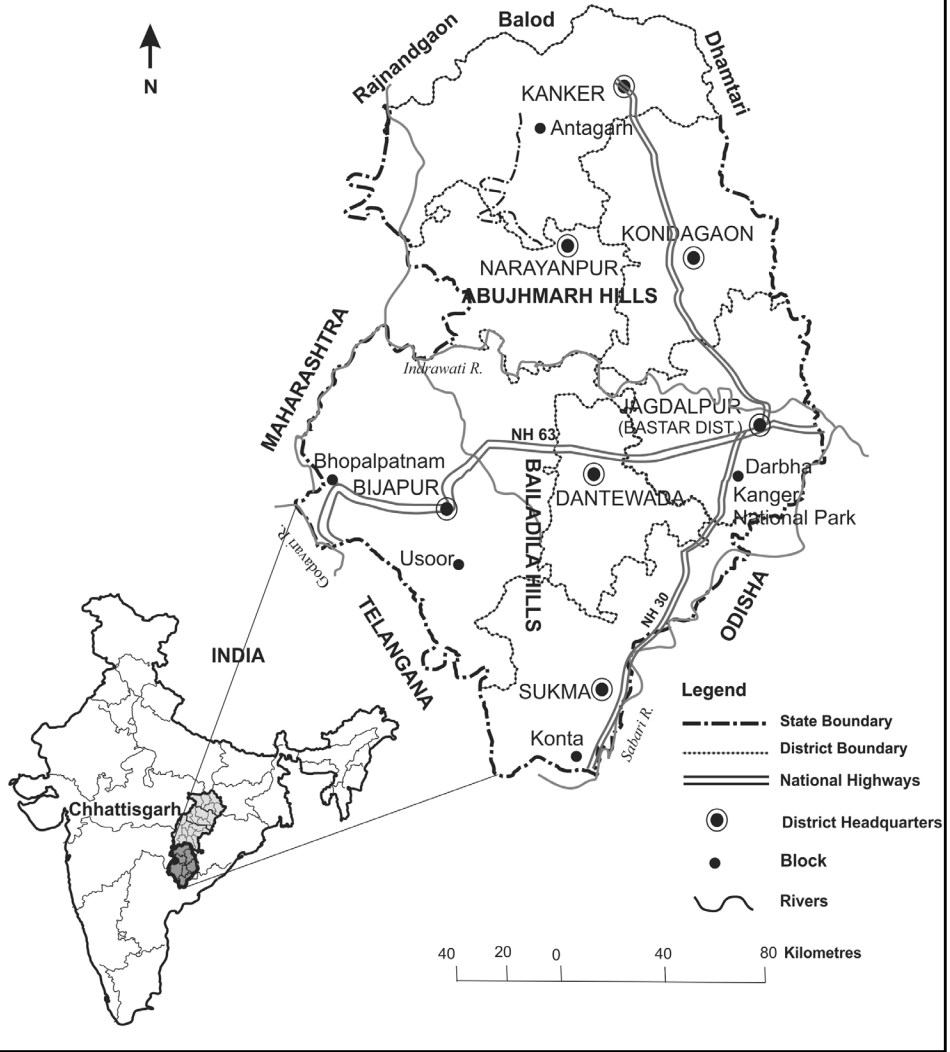 N
Rajnandgaon
Balod
Dhamtari
KANKER
Antagarh
KONDAGAON
NARAYANPUR
ABUJHMARH HILLS
MAHARASHTRA
Indrawati R.
JAGDALPUR
(BASTAR DIST.)
NH 63
Bhopalpatnam
BIJAPUR
BAILADILA HILLS
DANTEWADA
Darbha
Kanger
National Park
Godavari R.
Usoor
TELANGANA
NH 30
ODISHA
INDIA
SUKMA
Konta
Sabari R.
Chhattisgarh
Legend
State Boundary
District Boundary
National Highways
District Headquarters
Block
Rivers
40 20 0 40 80 Kilometres